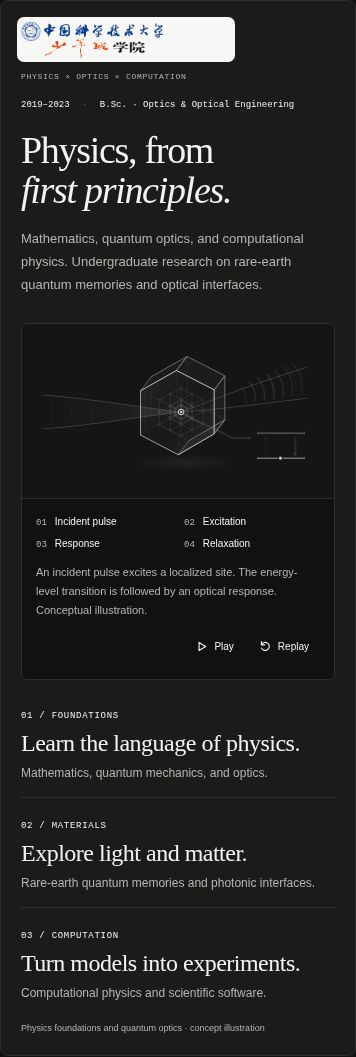 中国科学技术大学
少年班学院
PHYSICS × OPTICS × COMPUTATION
2019–2023 · B.Sc. · Optics & Optical Engineering
Physics, from
first principles.
Mathematics, quantum optics, and computational
physics. Undergraduate research on rare-earth
quantum memories and optical interfaces.
01 Incident pulse
02 Excitation
03 Response
04 Relaxation
An incident pulse excites a localized site. The energy-
level transition is followed by an optical response.
Conceptual illustration.
Play
Replay
01 / FOUNDATIONS
Learn the language of physics.
Mathematics, quantum mechanics, and optics.
02 / MATERIALS
Explore light and matter.
Rare-earth quantum memories and photonic interfaces.
03 / COMPUTATION
Turn models into experiments.
Computational physics and scientific software.
Physics foundations and quantum optics · concept illustration